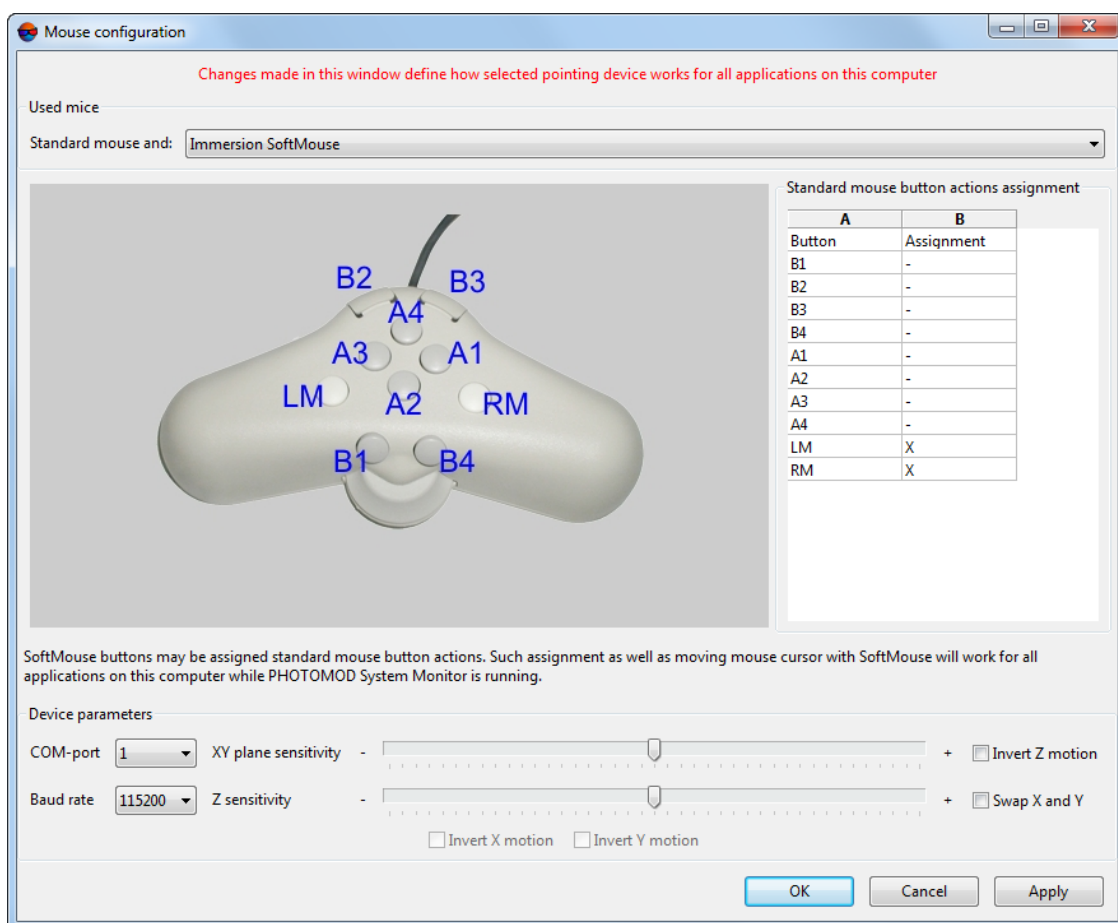 Mouse configuration
Changes made in this window define how selected pointing device works for all applications on this computer
Used mice
Standard mouse and: Immersion SoftMouse
Standard mouse button actions assignment
A B
Button Assignment
B1 -
B2 -
B3 -
B4 -
A1 -
A2 -
A3 -
A4 -
LM X
RM X
B2 B3
A4
A3 A1
LM A2 RM
B1 B4
SoftMouse buttons may be assigned standard mouse button actions. Such assignment as well as moving mouse cursor with SoftMouse will work for all
applications on this computer while PHOTOMOD System Monitor is running.
Device parameters
COM-port 1 XY plane sensitivity - + Invert Z motion
Baud rate 115200 Z sensitivity - + Swap X and Y
Invert X motion Invert Y motion
OK Cancel Apply